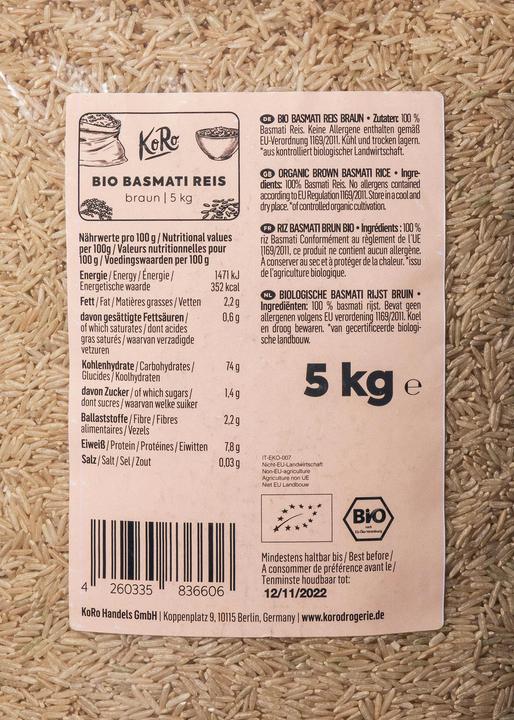 KoRo
BIO BASMATI REIS
braun | 5 kg
Nährwerte pro 100 g / Nutritional values
per 100g / Valeurs nutritionnelles pour
100 g / Voedingswaarden per 100 g
Energie / Energy / Énergie / 1471 kJ
Energetische waarde 352 kcal
Fett / Fat / Matières grasses / Vetten 2,2 g
davon gesättigte Fettsäuren / 0,6 g
of which saturates / dont acides
gras saturés / waarvan verzadigde
vetzuren
Kohlenhydrate / Carbohydrates / 74 g
Glucides / Koolhydraten
davon Zucker / of which sugars / 1,4 g
dont sucres / waarvan welke suiker
Ballaststoffe / Fibre / Fibres 2,2 g
alimentaires / Vezels
Eiweiß / Protein / Protéines / Eiwitten 7,8 g
Salz / Salt / Sel / Zout 0,03 g
4 260335 836606
KoRo Handels GmbH | Koppenplatz 9, 10115 Berlin, Germany | www.korodrogerie.de
DE BIO BASMATI REIS BRAUN • Zutaten: 100 %
Basmati Reis. Keine Allergene enthalten gemäß
EU-Verordnung 1169/2011. Kühl und trocken lagern.
*aus kontrolliert biologischer Landwirtschaft.
GB ORGANIC BROWN BASMATI RICE • Ingre-
dients: 100% Basmati Reis. No allergens contained
according to EU Regulation 1169/2011. Store in a cool and
dry place. *of controlled organic cultivation.
FR RIZ BASMATI BRUN BIO • Ingrédients : 100 %
riz Basmati Conformément au règlement de l'UE
1169/2011, ce produit ne contient aucun allergène.
A conserver au sec et à protéger de la chaleur. *issu
de l'agriculture biologique.
NL BIOLOGISCHE BASMATI RIJST BRUIN •
Ingrediënten: 100 % basmati rijst. Bevat geen
allergenen volgens EU verordening 1169/2011. Koel
en droog bewaren. *van gecertificeerde biologi-
sche landbouw.
5 kg ℮
IT-EKO-007
Nicht-EU-Landwirtschaft
Non-EU-agriculture
Agriculture non UE
Niet EU Landbouw
Bio
nach
EG-Öko-Verordnung
Mindestens haltbar bis / Best before /
A consommer de préférence avant le /
Tenminste houdbaar tot:
12/11/2022